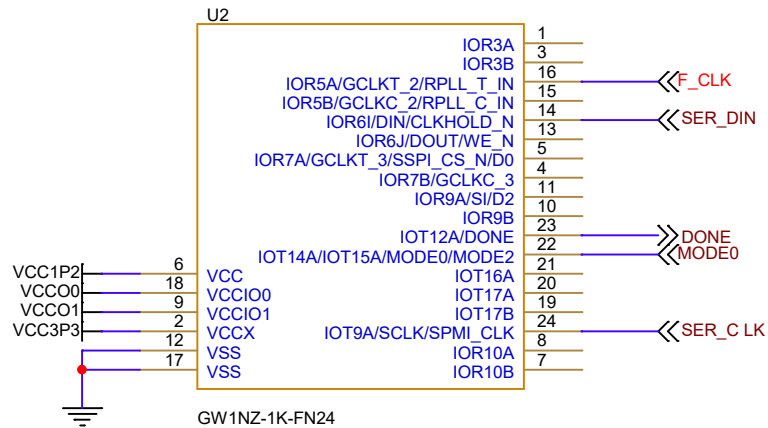 U2
IOR3A 1
IOR3B 3
IOR5A/GCLKT_2/RPLL_T_IN 16 F_CLK
IOR5B/GCLKC_2/RPLL_C_IN 15
IOR6I/DIN/CLKHOLD_N 14 SER_DIN
IOR6J/DOUT/WE_N 13
IOR7A/GCLKT_3/SSPI_CS_N/D0 5
IOR7B/GCLKC_3 4
IOR9A/SI/D2 11
IOR9B 10
IOT12A/DONE 23 DONE
IOT14A/IOT15A/MODE0/MODE2 22 MODE0
VCC1P2 6 VCC IOT16A 21
VCCO0 18 VCCIO0 IOT17A 20
VCCO1 9 VCCIO1 IOT17B 19
VCC3P3 2 VCCX IOT9A/SCLK/SPMI_CLK 24 SER_C LK
12 VSS IOR10A 8
17 VSS IOR10B 7
GW1NZ-1K-FN24